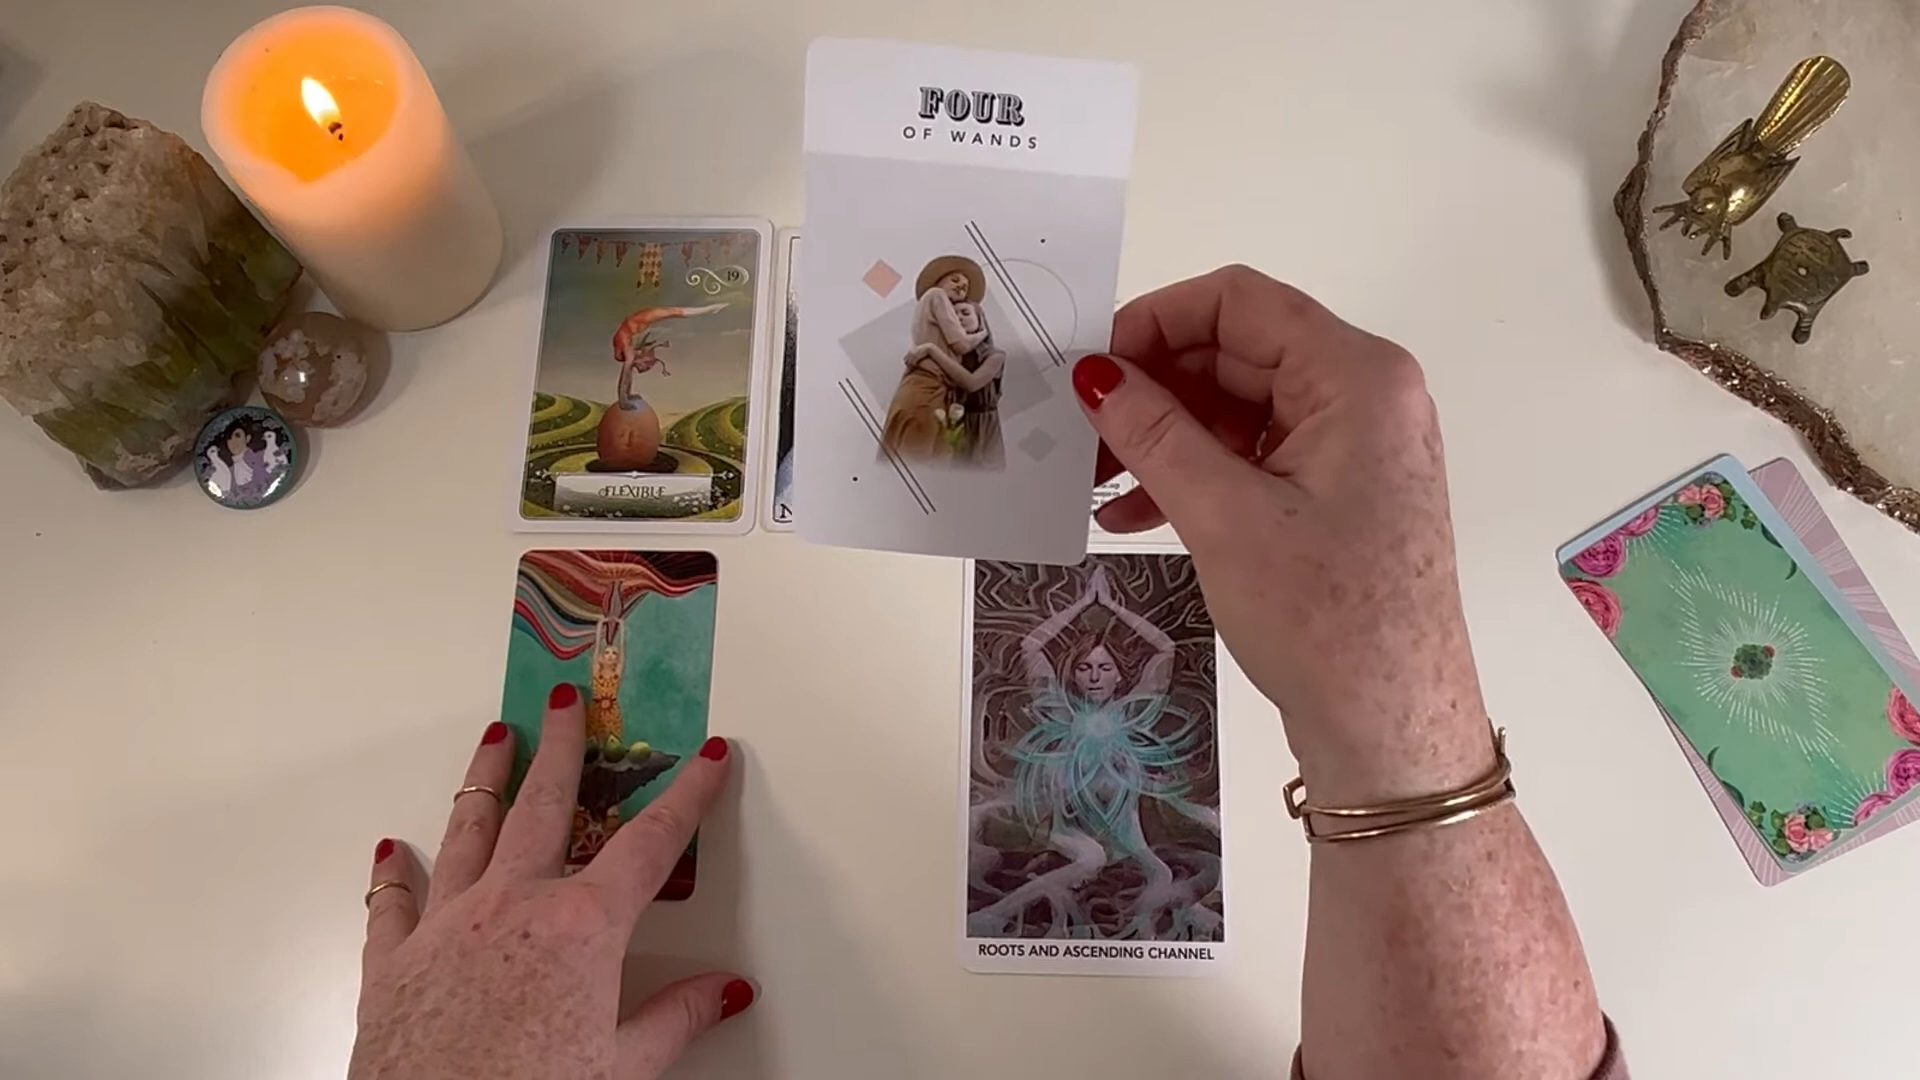 FOUR
OF WANDS
19
FLEXIBLE
N
ROOTS AND ASCENDING CHANNEL